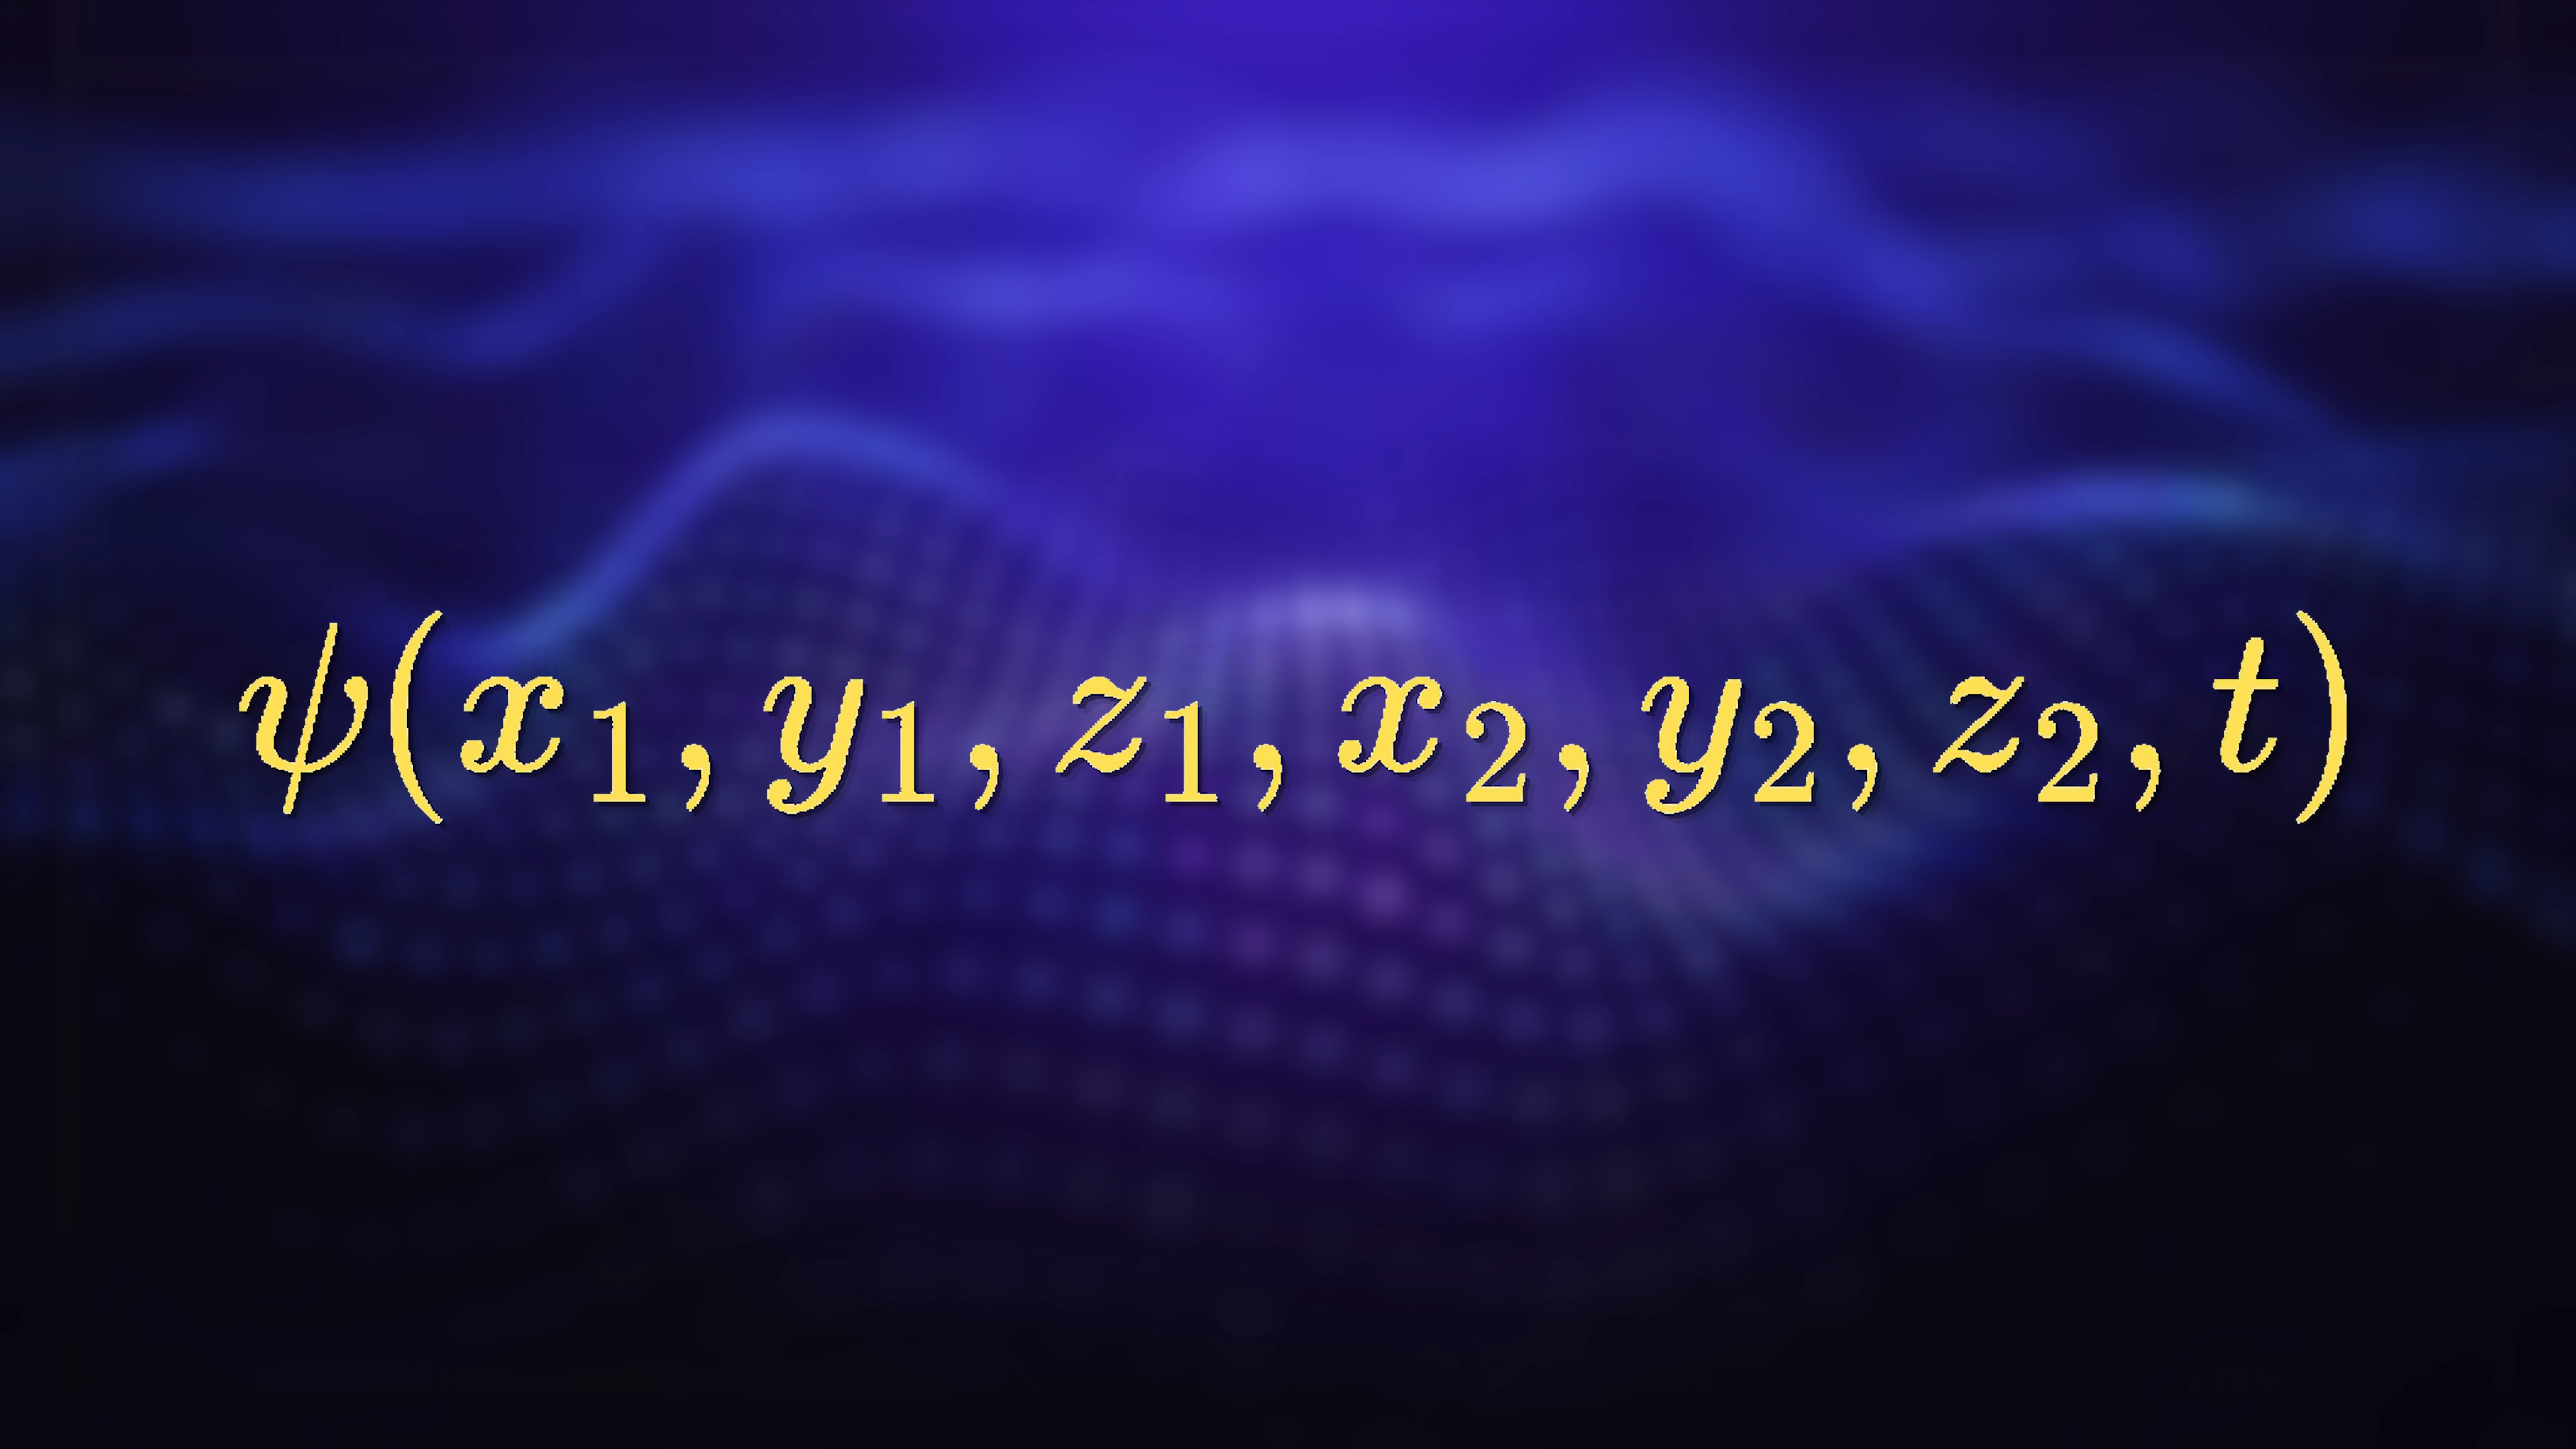 ψ(x₁, y₁, z₁, x₂, y₂, z₂, t)